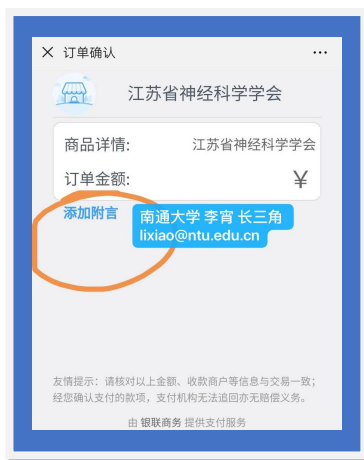 订单确认
江苏省神经科学学会
商品详情: 江苏省神经科学学会
订单金额: ¥
添加附言
南通大学 李宵 长三角
lixiao@ntu.edu.cn
友情提示：请核对以上金额、收款商户等信息与交易一致；
经您确认支付的款项，支付机构无法追回亦无赔偿义务。
由 银联商务 提供支付服务